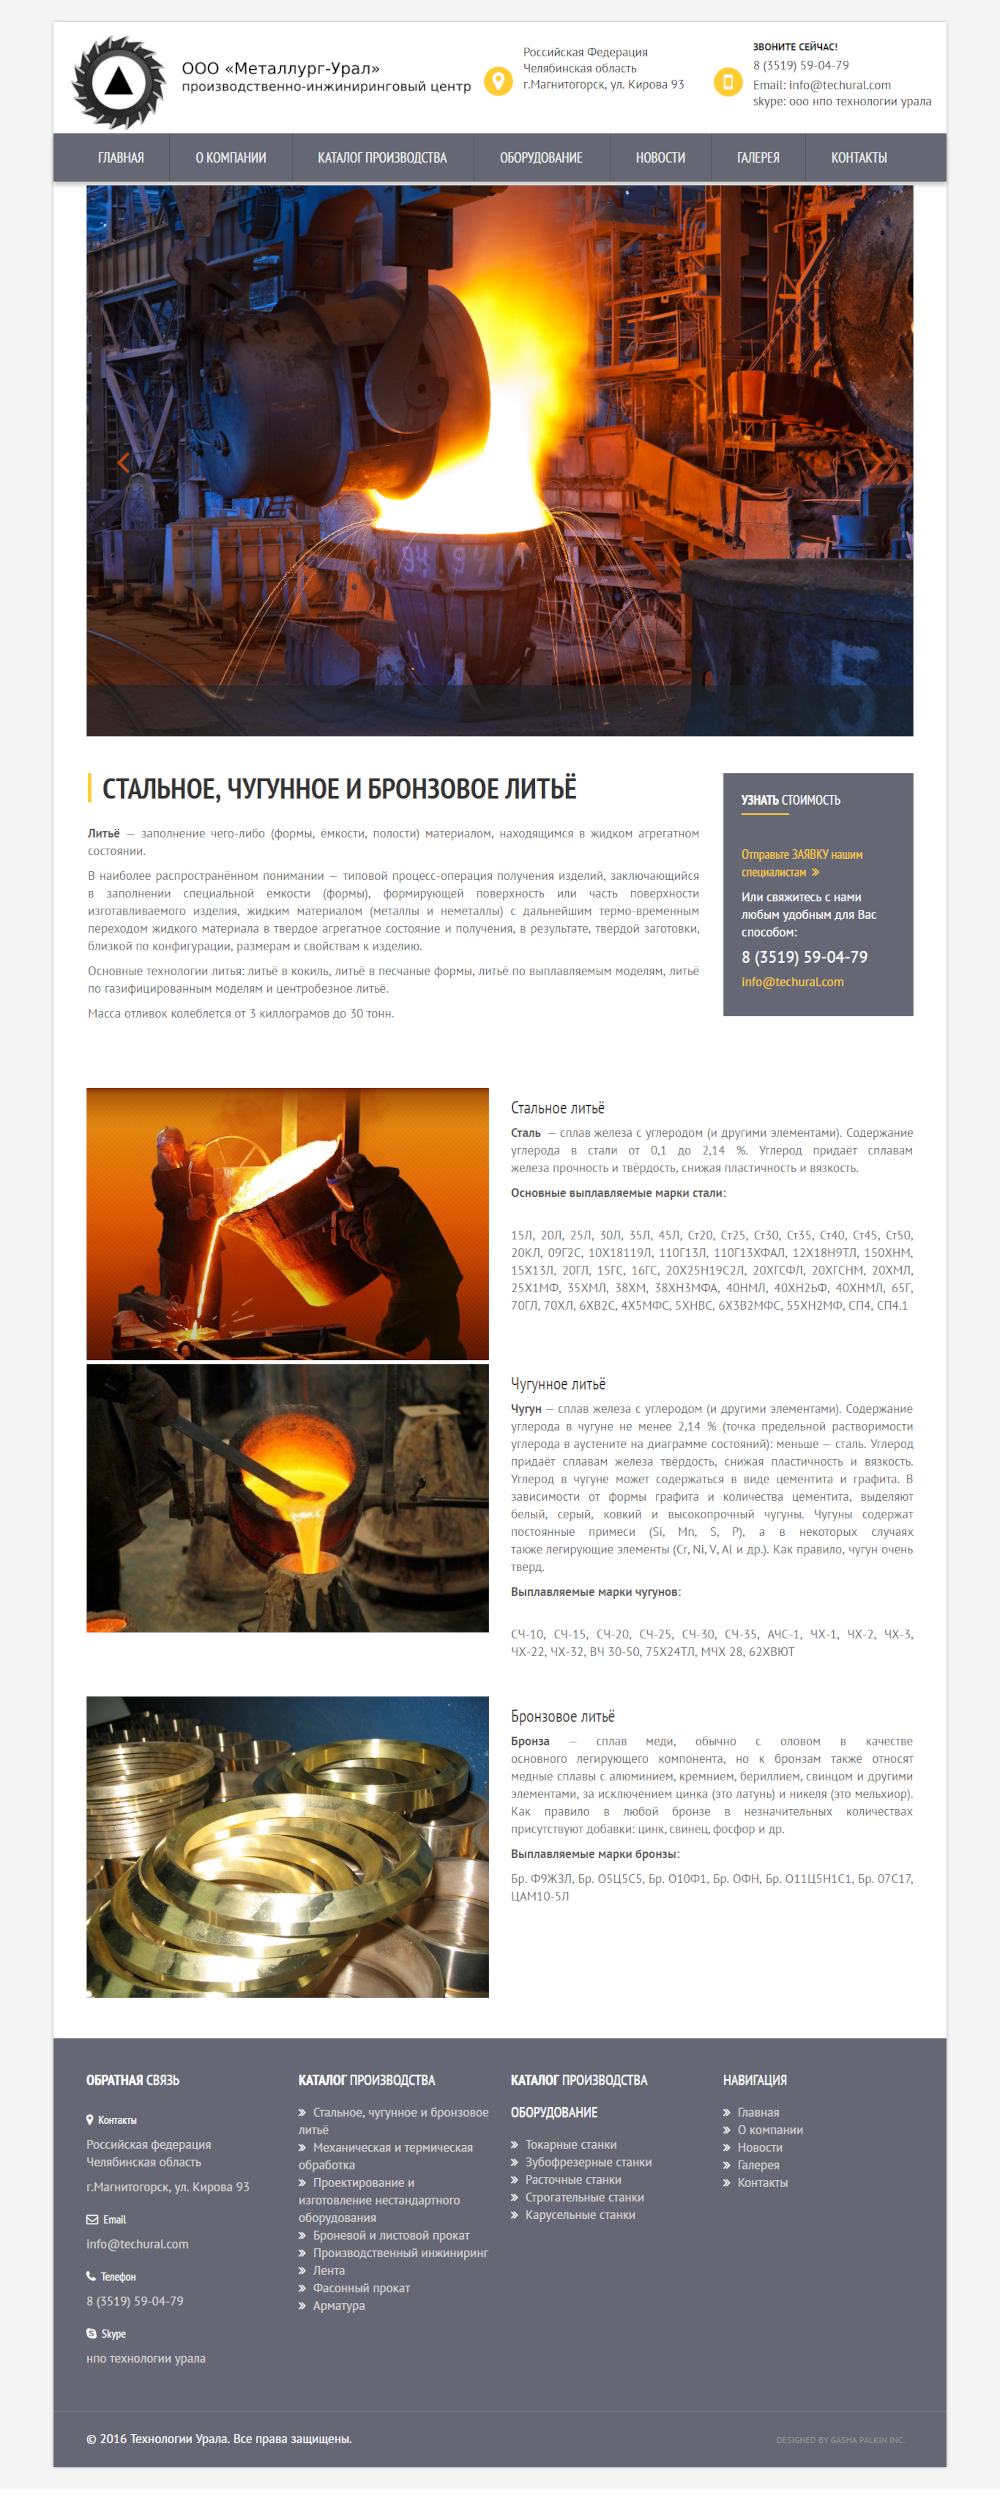 ООО «Металлург-Урал»
производственно-инжиниринговый центр
Российская Федерация
Челябинская область
г.Магнитогорск, ул. Кирова 93
ЗВОНИТЕ СЕЙЧАС!
8 (3519) 59-04-79
Email: info@techural.com
skype: ооо нпо технологии урала
ГЛАВНАЯ О КОМПАНИИ КАТАЛОГ ПРОИЗВОДСТВА ОБОРУДОВАНИЕ НОВОСТИ ГАЛЕРЕЯ КОНТАКТЫ
94 94
4
5
СТАЛЬНОЕ, ЧУГУННОЕ И БРОНЗОВОЕ ЛИТЬЁ
Литьё — заполнение чего-либо (формы, ёмкости, полости) материалом, находящимся в жидком агрегатном
состоянии.
В наиболее распространённом понимании — типовой процесс-операция получения изделий, заключающийся
в заполнении специальной емкости (формы), формирующей поверхность или часть поверхности
изготавливаемого изделия, жидким материалом (металлы и неметаллы) с дальнейшим термо-временным
переходом жидкого материала в твердое агрегатное состояние и получения, в результате, твердой заготовки,
близкой по конфигурации, размерам и свойствам к изделию.
Основные технологии литья: литьё в кокиль, литьё в песчаные формы, литьё по выплавляемым моделям, литьё
по газифицированным моделям и центробезное литьё.
Масса отливок колеблется от 3 киллограмов до 30 тонн.
УЗНАТЬ СТОИМОСТЬ
Отправьте ЗАЯВКУ нашим
специалистам »
Или свяжитесь с нами
любым удобным для Вас
способом:
8 (3519) 59-04-79
info@techural.com
Стальное литьё
Сталь — сплав железа с углеродом (и другими элементами). Содержание
углерода в стали от 0,1 до 2,14 %. Углерод придаёт сплавам
железа прочность и твёрдость, снижая пластичность и вязкость.
Основные выплавляемые марки стали:
15Л, 20Л, 25Л, 30Л, 35Л, 45Л, Ст20, Ст25, Ст30, Ст35, Ст40, Ст45, Ст50,
20КЛ, 09Г2С, 10Х18119Л, 110Г13Л, 110Г13ХФАЛ, 12Х18Н9ТЛ, 150ХНМ,
15Х13Л, 20ГЛ, 15ГС, 16ГС, 20Х25Н19С2Л, 20ХГСФЛ, 20ХГСНМ, 20ХМЛ,
25Х1МФ, 35ХМЛ, 38ХМ, 38ХН3МФА, 40НМЛ, 40ХН2ЬФ, 40ХНМЛ, 65Г,
70ГЛ, 70ХЛ, 6ХВ2С, 4Х5МФС, 5ХНВС, 6Х3В2МФС, 55ХН2МФ, СП4, СП4.1
Чугунное литьё
Чугун — сплав железа с углеродом (и другими элементами). Содержание
углерода в чугуне не менее 2,14 % (точка предельной растворимости
углерода в аустените на диаграмме состояний): меньше — сталь. Углерод
придаёт сплавам железа твёрдость, снижая пластичность и вязкость.
Углерод в чугуне может содержаться в виде цементита и графита. В
зависимости от формы графита и количества цементита, выделяют
белый, серый, ковкий и высокопрочный чугуны. Чугуны содержат
постоянные примеси (Si, Mn, S, P), а в некоторых случаях
также легирующие элементы (Cr, Ni, V, Al и др.). Как правило, чугун очень
тверд.
Выплавляемые марки чугунов:
СЧ-10, СЧ-15, СЧ-20, СЧ-25, СЧ-30, СЧ-35, АЧС-1, ЧХ-1, ЧХ-2, ЧХ-3,
ЧХ-22, ЧХ-32, ВЧ 30-50, 75Х24ТЛ, МЧХ 28, 62ХВЮТ
Бронзовое литьё
Бронза — сплав меди, обычно с оловом в качестве
основного легирующего компонента, но к бронзам также относят
медные сплавы с алюминием, кремнием, бериллием, свинцом и другими
элементами, за исключением цинка (это латунь) и никеля (это мельхиор).
Как правило в любой бронзе в незначительных количествах
присутствуют добавки: цинк, свинец, фосфор и др.
Выплавляемые марки бронзы:
Бр. Ф9ЖЗЛ, Бр. О5Ц5С5, Бр. О10Ф1, Бр. ОФН, Бр. О11Ц5Н1С1, Бр. 07С17,
ЦАМ10-5Л
ОБРАТНАЯ СВЯЗЬ
Контакты
Российская федерация
Челябинская область
г.Магнитогорск, ул. Кирова 93
Email
info@techural.com
Телефон
8 (3519) 59-04-79
Skype
нпо технологии урала
КАТАЛОГ ПРОИЗВОДСТВА
» Стальное, чугунное и бронзовое
литьё
» Механическая и термическая
обработка
» Проектирование и
изготовление нестандартного
оборудования
» Броневой и листовой прокат
» Производственный инжиниринг
» Лента
» Фасонный прокат
» Арматура
КАТАЛОГ ПРОИЗВОДСТВА
ОБОРУДОВАНИЕ
» Токарные станки
» Зубофрезерные станки
» Расточные станки
» Строгательные станки
» Карусельные станки
НАВИГАЦИЯ
» Главная
» О компании
» Новости
» Галерея
» Контакты
© 2016 Технологии Урала. Все права защищены.
DESIGNED BY GASHA PALKIN INC.